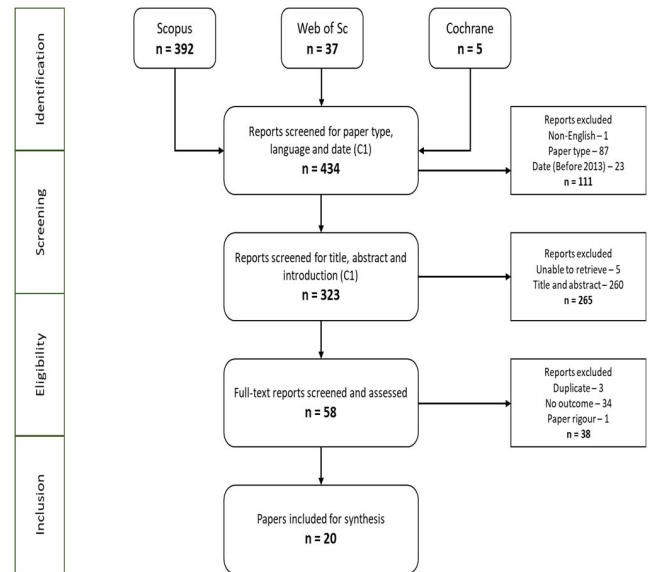 Identification
Screening
Eligibility
Inclusion
Scopus
n = 392
Web of Sc
n = 37
Cochrane
n = 5
Reports screened for paper type,
language and date (C1)
n = 434
Reports excluded
Non-English – 1
Paper type – 87
Date (Before 2013) – 23
n = 111
Reports screened for title, abstract and
introduction (C1)
n = 323
Reports excluded
Unable to retrieve – 5
Title and abstract – 260
n = 265
Full-text reports screened and assessed
n = 58
Reports excluded
Duplicate – 3
No outcome – 34
Paper rigour – 1
n = 38
Papers included for synthesis
n = 20